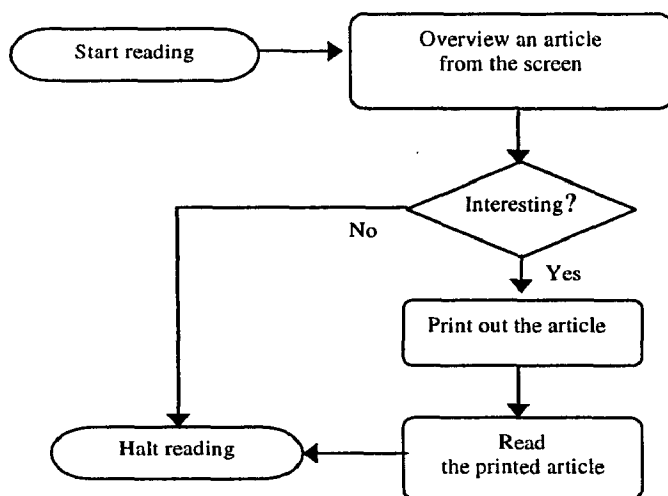 Start reading
Overview an article
from the screen
Interesting?
No
Yes
Print out the article
Halt reading
Read
the printed article